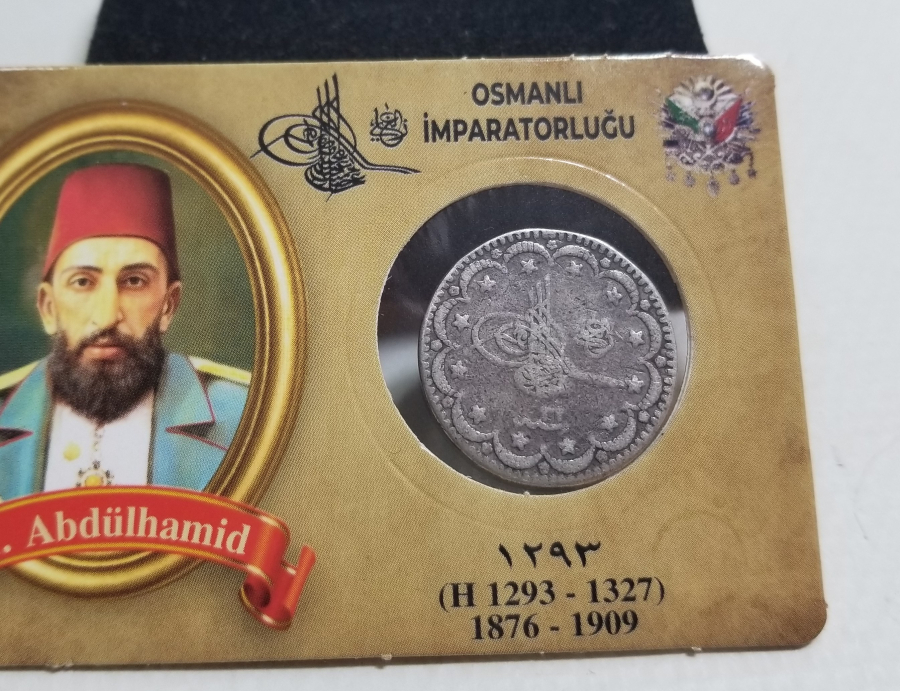 OSMANLI
İMPARATORLUĞU
. Abdülhamid
١٢٩٣
(H 1293 - 1327)
1876 - 1909